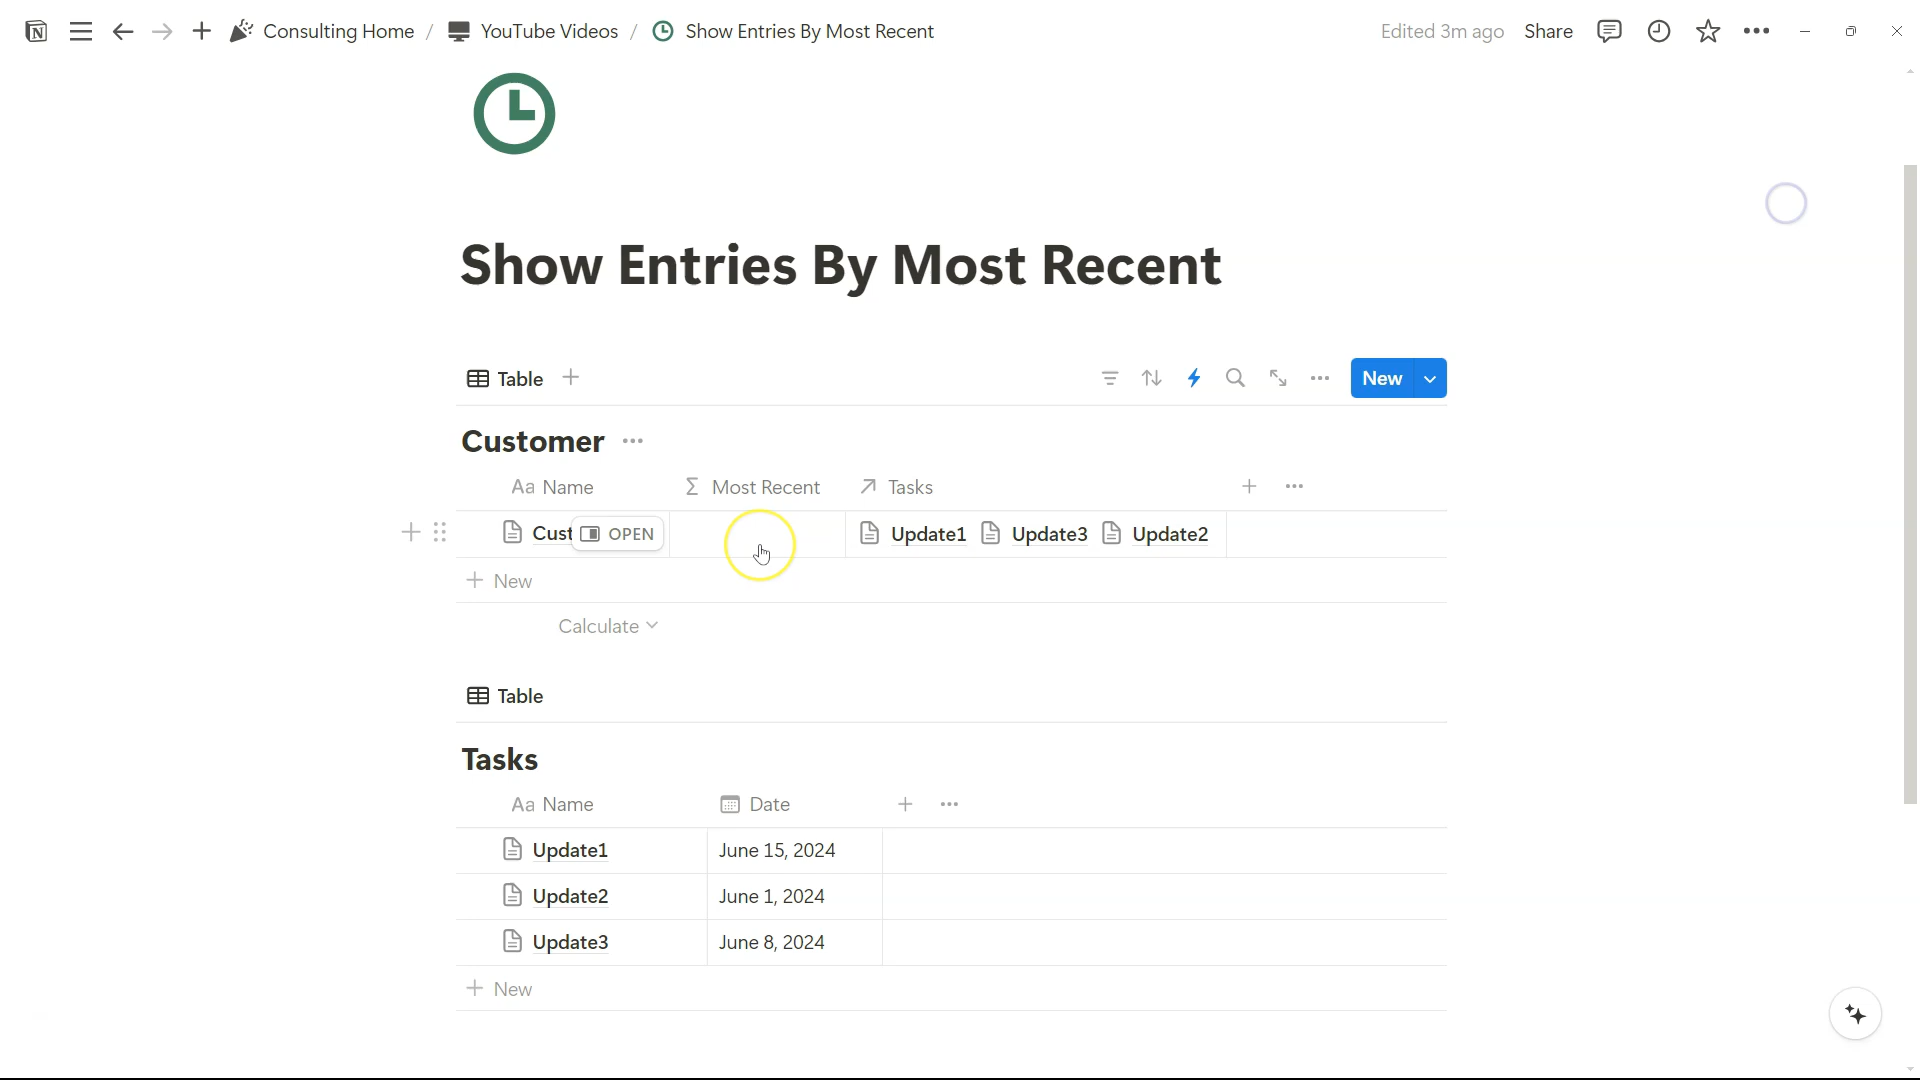 Consulting Home / YouTube Videos / Show Entries By Most Recent Edited 3m ago Share
Show Entries By Most Recent
Table New
Customer
Aa Name Σ Most Recent Tasks
Cust OPEN Update1 Update3 Update2
+ New
Calculate
Table
Tasks
Aa Name Date
Update1 June 15, 2024
Update2 June 1, 2024
Update3 June 8, 2024
+ New